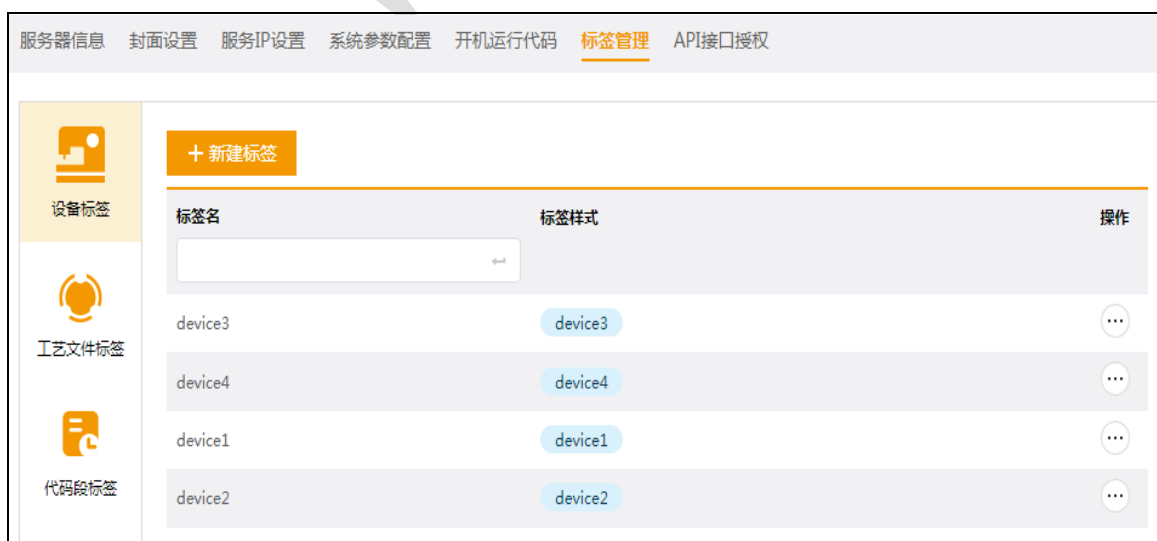 服务器信息 封面设置 服务IP设置 系统参数配置 开机运行代码 标签管理 API接口授权
设备标签
工艺文件标签
代码段标签
+ 新建标签
标签名 标签样式 操作
device3 device3
device4 device4
device1 device1
device2 device2